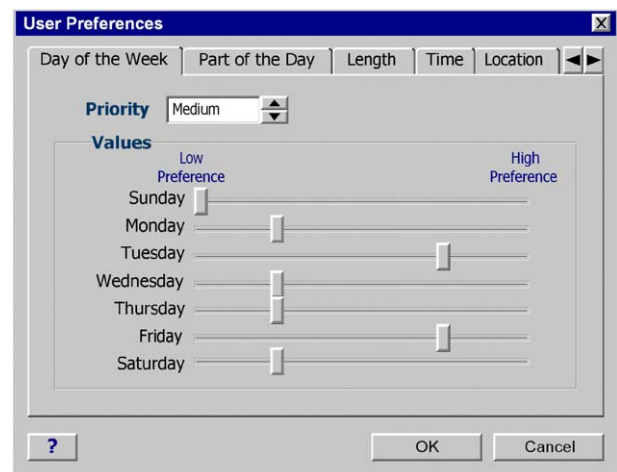 User Preferences X
Day of the Week Part of the Day Length Time Location
Priority Medium
Values
Low Preference High Preference
Sunday
Monday
Tuesday
Wednesday
Thursday
Friday
Saturday
? OK Cancel